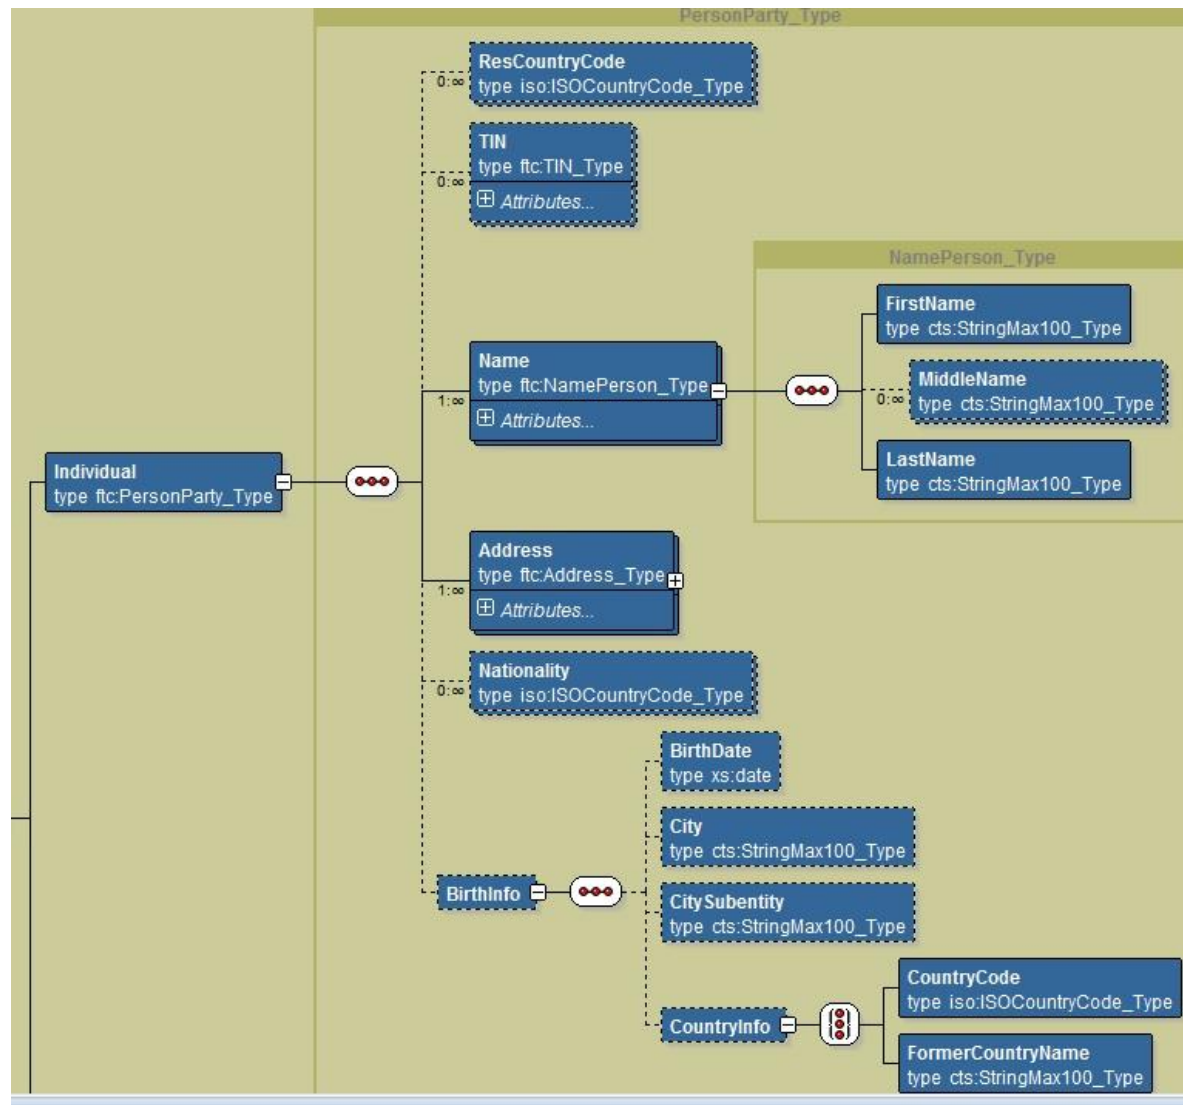 PersonParty_Type
ResCountryCode
0:∞
type iso:ISOCountryCode_Type
TIN
type ftc:TIN_Type
0:∞
Attributes...
NamePerson_Type
FirstName
type cts:StringMax100_Type
Name
type ftc:NamePerson_Type
1:∞
Attributes...
MiddleName
0:∞
type cts:StringMax100_Type
LastName
type cts:StringMax100_Type
Individual
type ftc:PersonParty_Type
Address
type ftc:Address_Type
1:∞
Attributes...
Nationality
0:∞
type iso:ISOCountryCode_Type
BirthDate
type xs:date
City
type cts:StringMax100_Type
BirthInfo
CitySubentity
type cts:StringMax100_Type
CountryInfo
CountryCode
type iso:ISOCountryCode_Type
FormerCountryName
type cts:StringMax100_Type